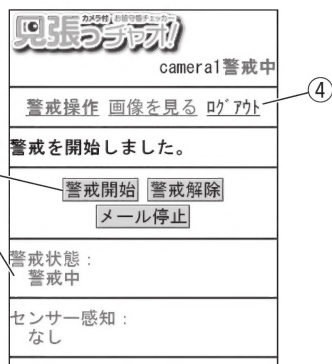 カメラ付 お留守番チェッカー
見張っちゃオ!
camera1警戒中
警戒操作 画像を見る ﾛｸﾞｱｳﾄ
④
警戒を開始しました。
警戒開始 警戒解除
メール停止
警戒状態：
警戒中
センサー感知：
なし